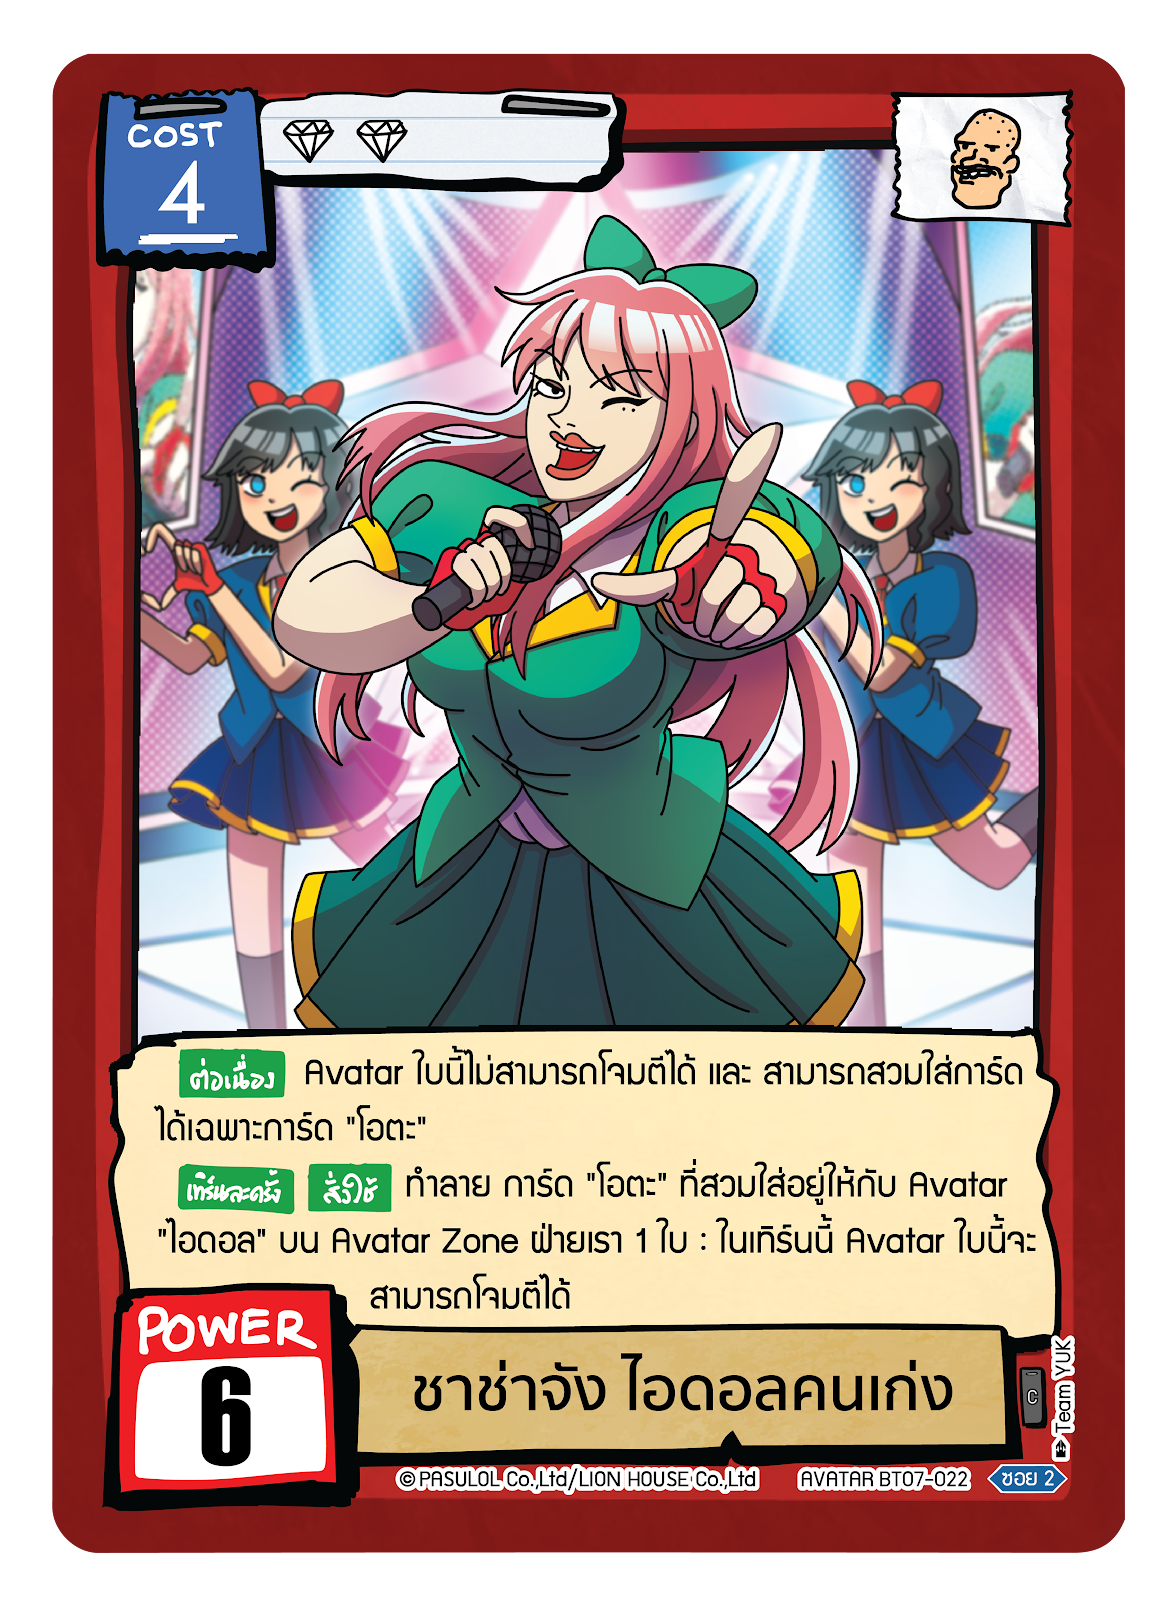 COST
4
ต่อเนื่อง Avatar ใบนี้ไม่สามารถโจมตีได้ และ สามารถสวมใส่การ์ด
ได้เฉพาะการ์ด "โอตะ"
เทิร์นละครั้ง สั่งใช้ ทำลาย การ์ด "โอตะ" ที่สวมใส่อยู่ให้กับ Avatar
"ไอดอล" บน Avatar Zone ฝ่ายเรา 1 ใบ : ในเทิร์นนี้ Avatar ใบนี้จะ
สามารถโจมตีได้
POWER
6
ชาช่าจัง ไอดอลคนเก่ง
C
Team YUK
© PASULOL Co.,Ltd/LION HOUSE Co.,Ltd
AVATAR BT07-022
ซอย 2